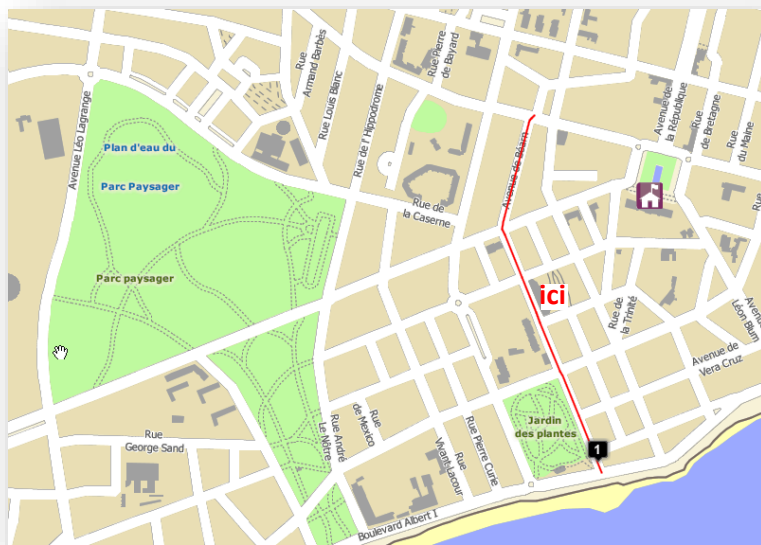 Rue
Armand Barbès
Rue Louis Blanc
Rue Pierre
de Bayard
Rue de l' Hippodrome
Avenue Léo Lagrange
Plan d'eau du
Parc Paysager
Parc paysager
Rue de
la Caserne
Avenue de Béarn
Avenue de
la République
Rue
de Bretagne
Rue
du Maine
Rue
ici
Rue de
la Trinité
Avenue
Léon Blum
Avenue de
Vera Cruz
Jardin
des plantes
1
Rue
George Sand
Rue André
Le Nôtre
Rue
de Mexico
Rue
Vivant Lacour
Rue Pierre Curie
Boulevard Albert I